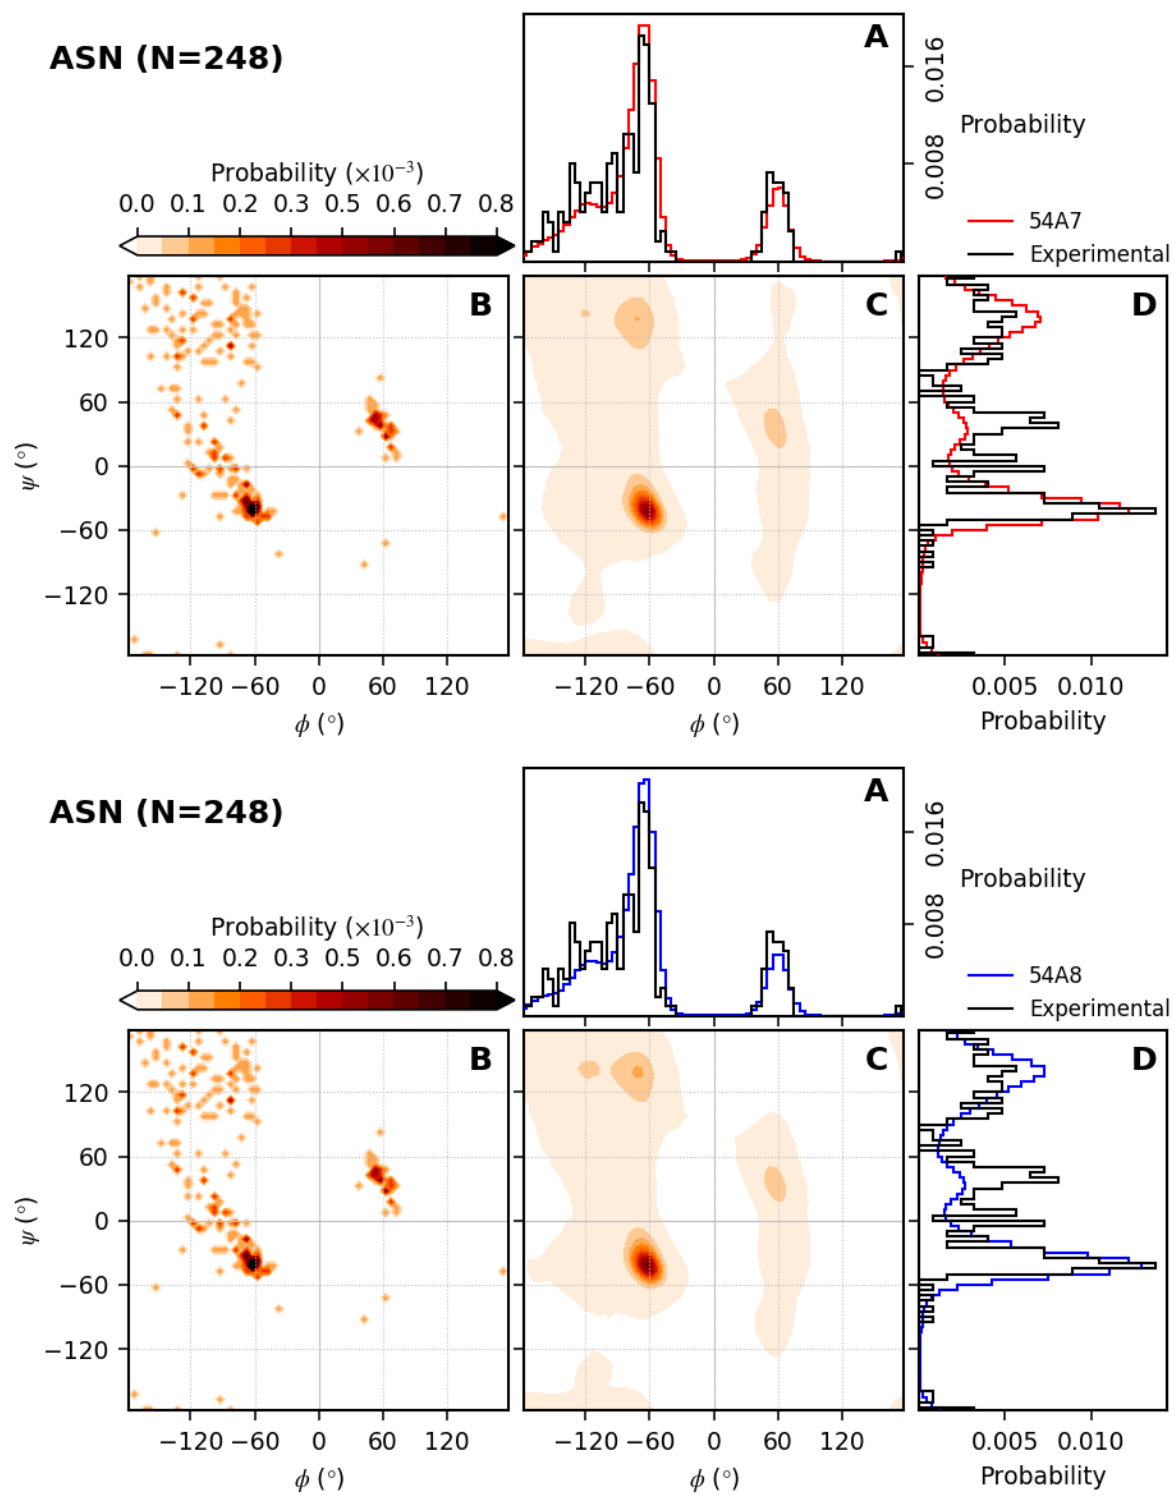 ASN (N=248)
A
0.016
0.008
Probability
Probability (×10⁻³)
0.0 0.1 0.2 0.3 0.5 0.6 0.7 0.8
54A7
Experimental
B
C
D
120
60
0
−60
−120
ψ (°)
−120 −60 0 60 120
−120 −60 0 60 120
0.005 0.010
ϕ (°)
ϕ (°)
Probability
ASN (N=248)
A
0.016
0.008
Probability
Probability (×10⁻³)
0.0 0.1 0.2 0.3 0.5 0.6 0.7 0.8
54A8
Experimental
B
C
D
120
60
0
−60
−120
ψ (°)
−120 −60 0 60 120
−120 −60 0 60 120
0.005 0.010
ϕ (°)
ϕ (°)
Probability